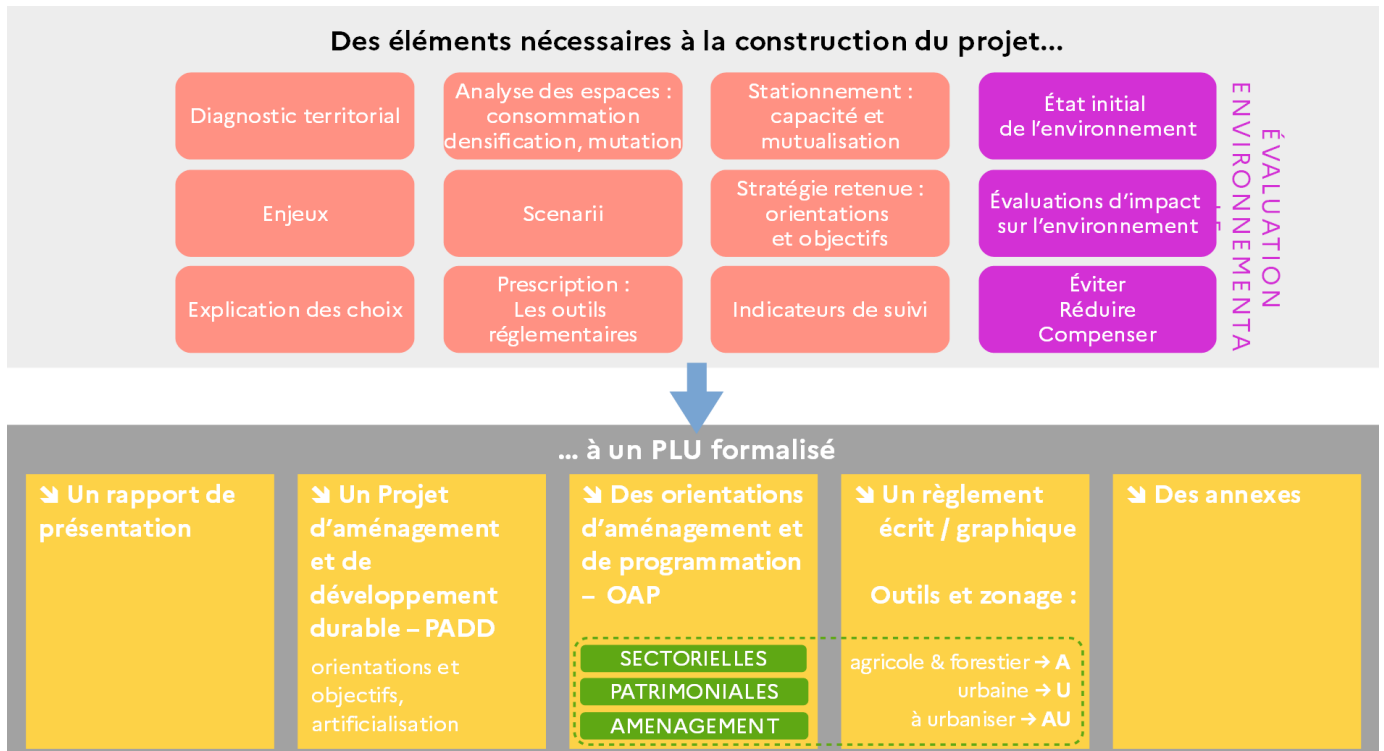 Des éléments nécessaires à la construction du projet...
Diagnostic territorial
Analyse des espaces :
consommation
densification, mutation
Stationnement :
capacité et
mutualisation
État initial
de l'environnement
Enjeux
Scenarii
Stratégie retenue :
orientations
et objectifs
Évaluations d'impact
sur l'environnement
Explication des choix
Prescription :
Les outils
réglementaires
Indicateurs de suivi
Éviter
Réduire
Compenser
ÉVALUATION
ENVIRONNEMENTA
LE
... à un PLU formalisé
➘ Un rapport de
présentation
➘ Un Projet
d'aménagement
et de
développement
durable – PADD
orientations et
objectifs,
artificialisation
➘ Des orientations
d'aménagement et
de programmation
– OAP
SECTORIELLES
PATRIMONIALES
AMENAGEMENT
➘ Un règlement
écrit / graphique
Outils et zonage :
agricole & forestier → A
urbaine → U
à urbaniser → AU
➘ Des annexes